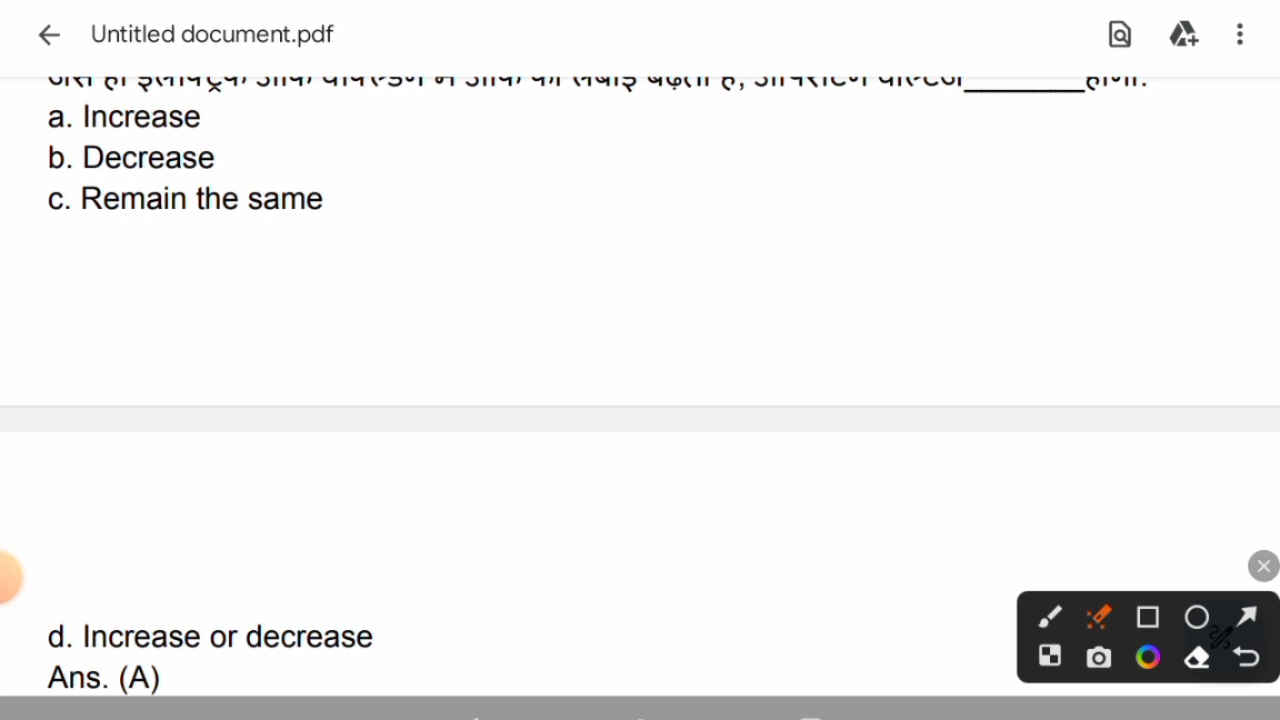 Untitled document.pdf
a. Increase
b. Decrease
c. Remain the same
d. Increase or decrease
Ans. (A)